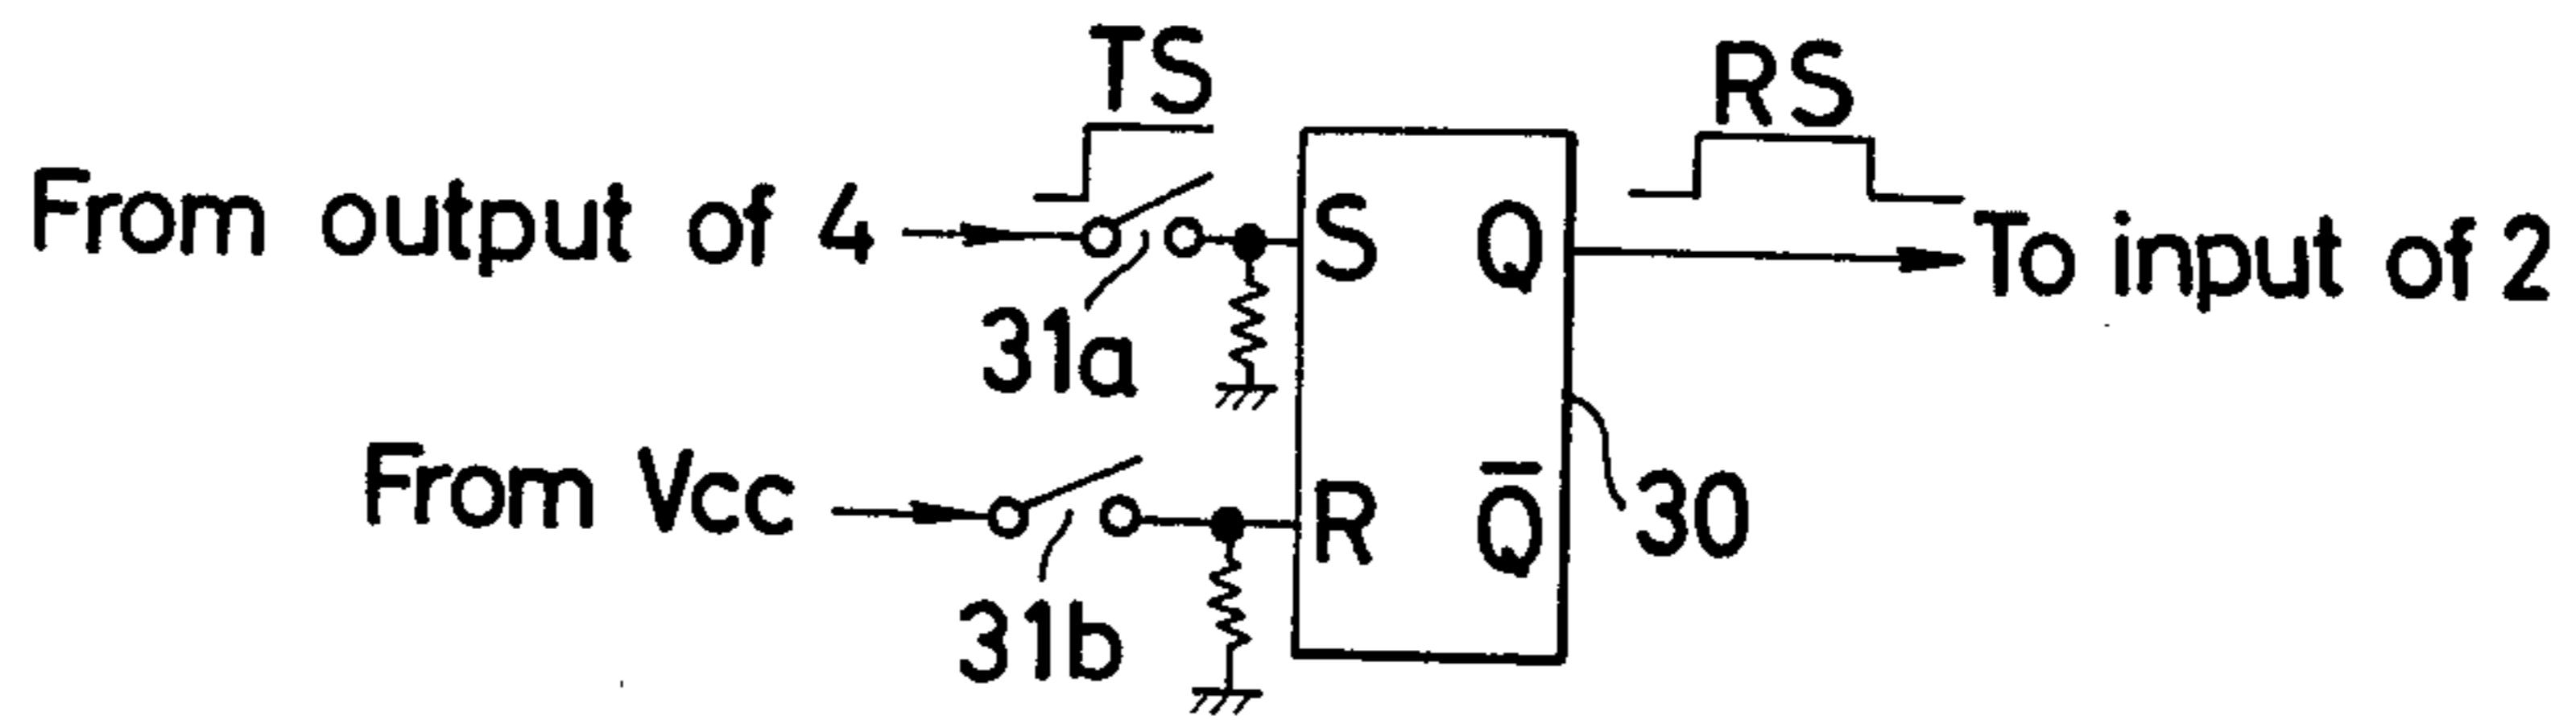 TS
RS
From output of 4
S
Q
To input of 2
31a
From Vcc
R
Q̅
30
31b